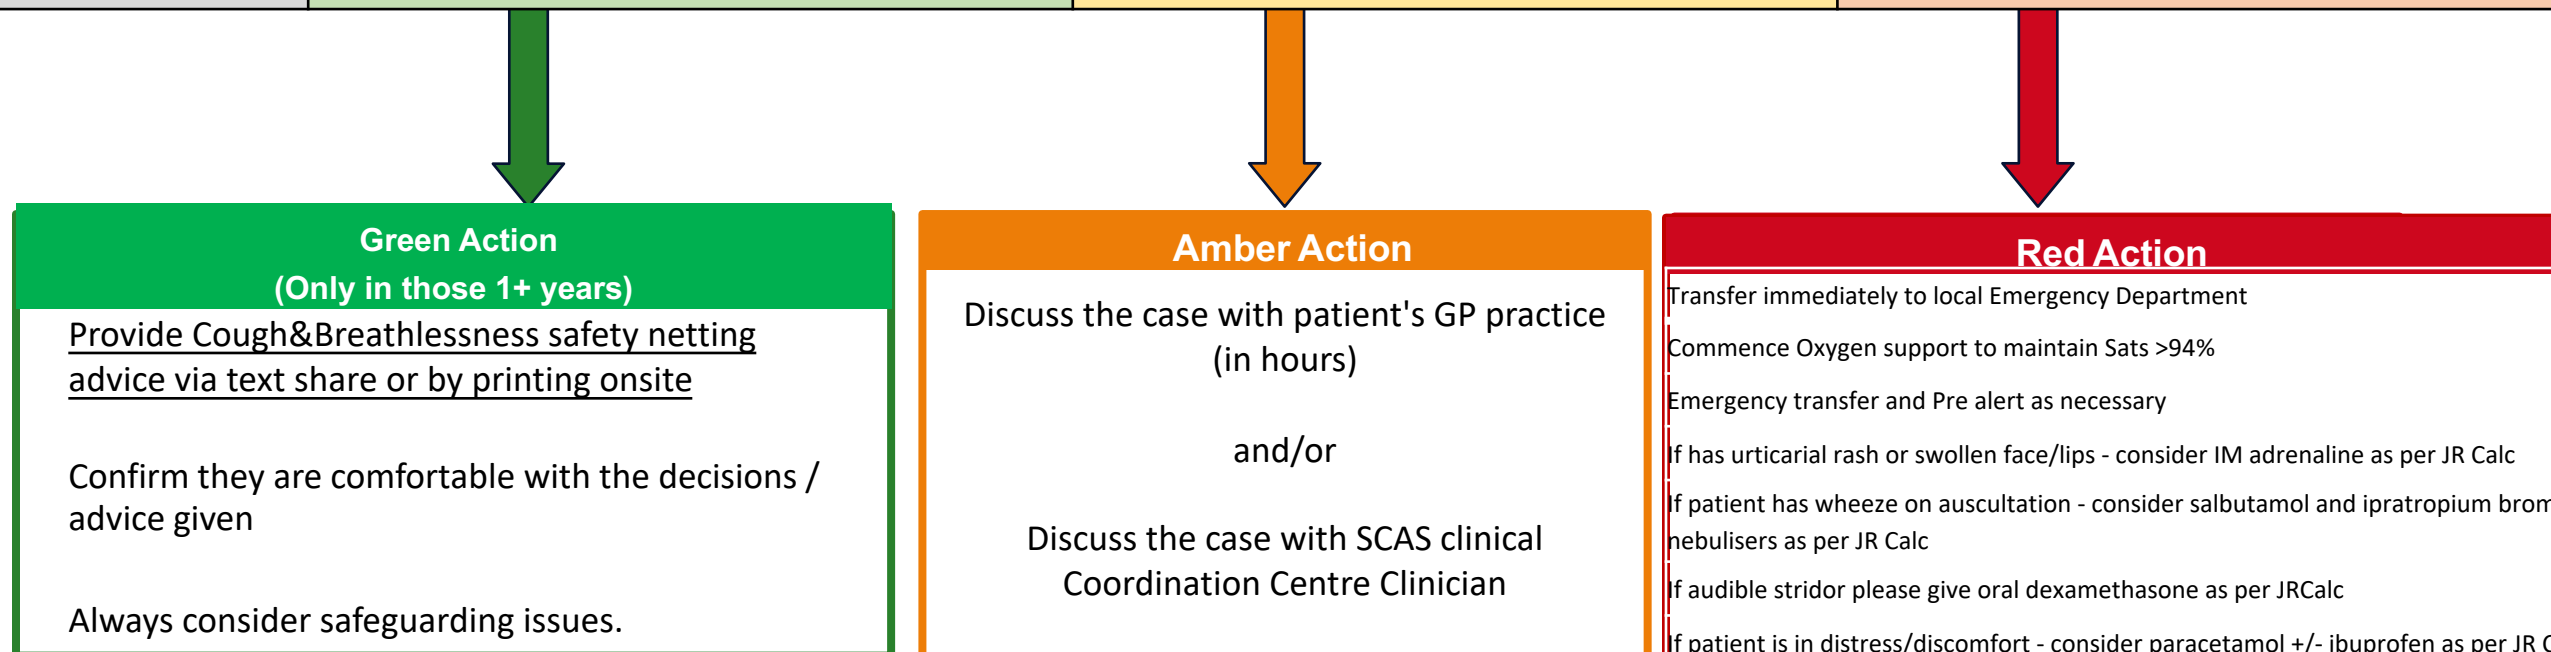 Green Action
(Only in those 1+ years)
Provide Cough&Breathlessness safety netting
advice via text share or by printing onsite
Confirm they are comfortable with the decisions /
advice given
Always consider safeguarding issues.
Amber Action
Discuss the case with patient's GP practice
(in hours)
and/or
Discuss the case with SCAS clinical
Coordination Centre Clinician
Red Action
Transfer immediately to local Emergency Department
Commence Oxygen support to maintain Sats >94%
Emergency transfer and Pre alert as necessary
If has urticarial rash or swollen face/lips - consider IM adrenaline as per JR Calc
If patient has wheeze on auscultation - consider salbutamol and ipratropium
nebulisers as per JR Calc
If audible stridor please give oral dexamethasone as per JRCalc
If patient is in distress/discomfort - consider paracetamol +/- ibuprofen as per JR